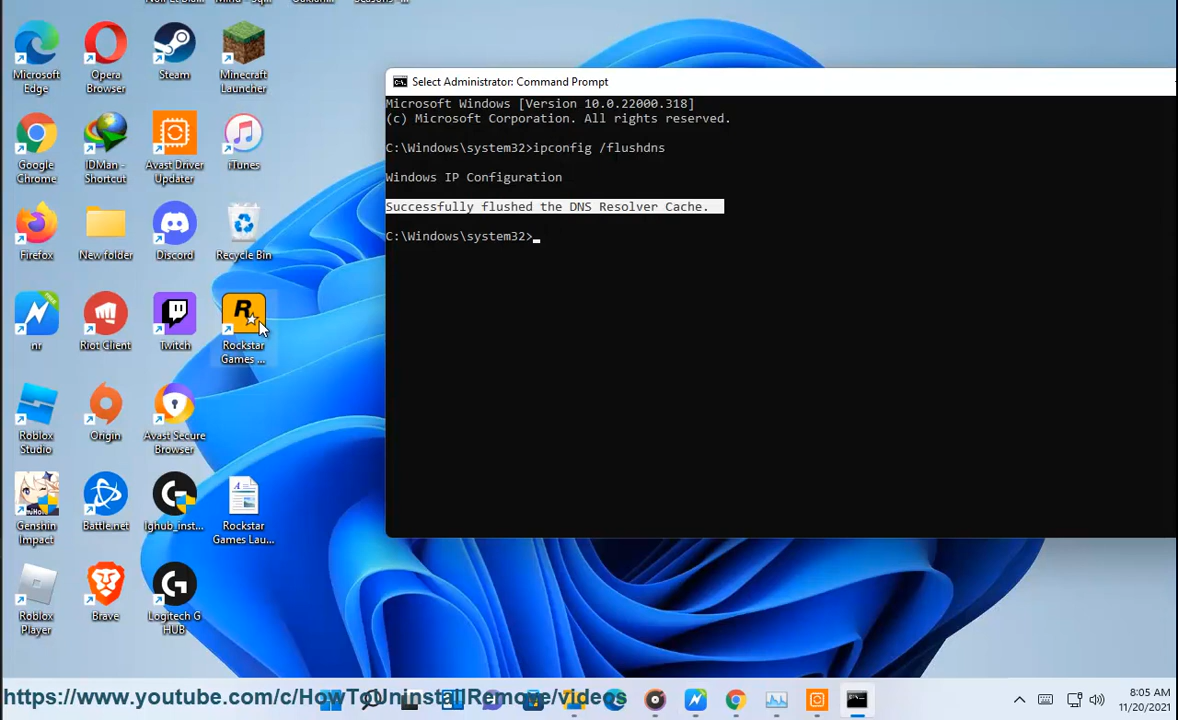 Microsoft Edge
Opera Browser
Steam
Minecraft Launcher
Google Chrome
IDMan - Shortcut
Avast Driver Updater
iTunes
Firefox
New folder
Discord
Recycle Bin
FREE
nr
Riot Client
Twitch
R
Rockstar Games ...
Roblox Studio
Origin
Avast Secure Browser
Genshin Impact
Battle.net
lghub_inst...
Rockstar Games Lau...
Roblox Player
Brave
Logitech G HUB
Select Administrator: Command Prompt
Microsoft Windows [Version 10.0.22000.318]
(c) Microsoft Corporation. All rights reserved.
C:\Windows\system32>ipconfig /flushdns
Windows IP Configuration
Successfully flushed the DNS Resolver Cache.
C:\Windows\system32>
https://www.youtube.com/c/HowToUninstallRemove/videos
8:05 AM
11/20/2021